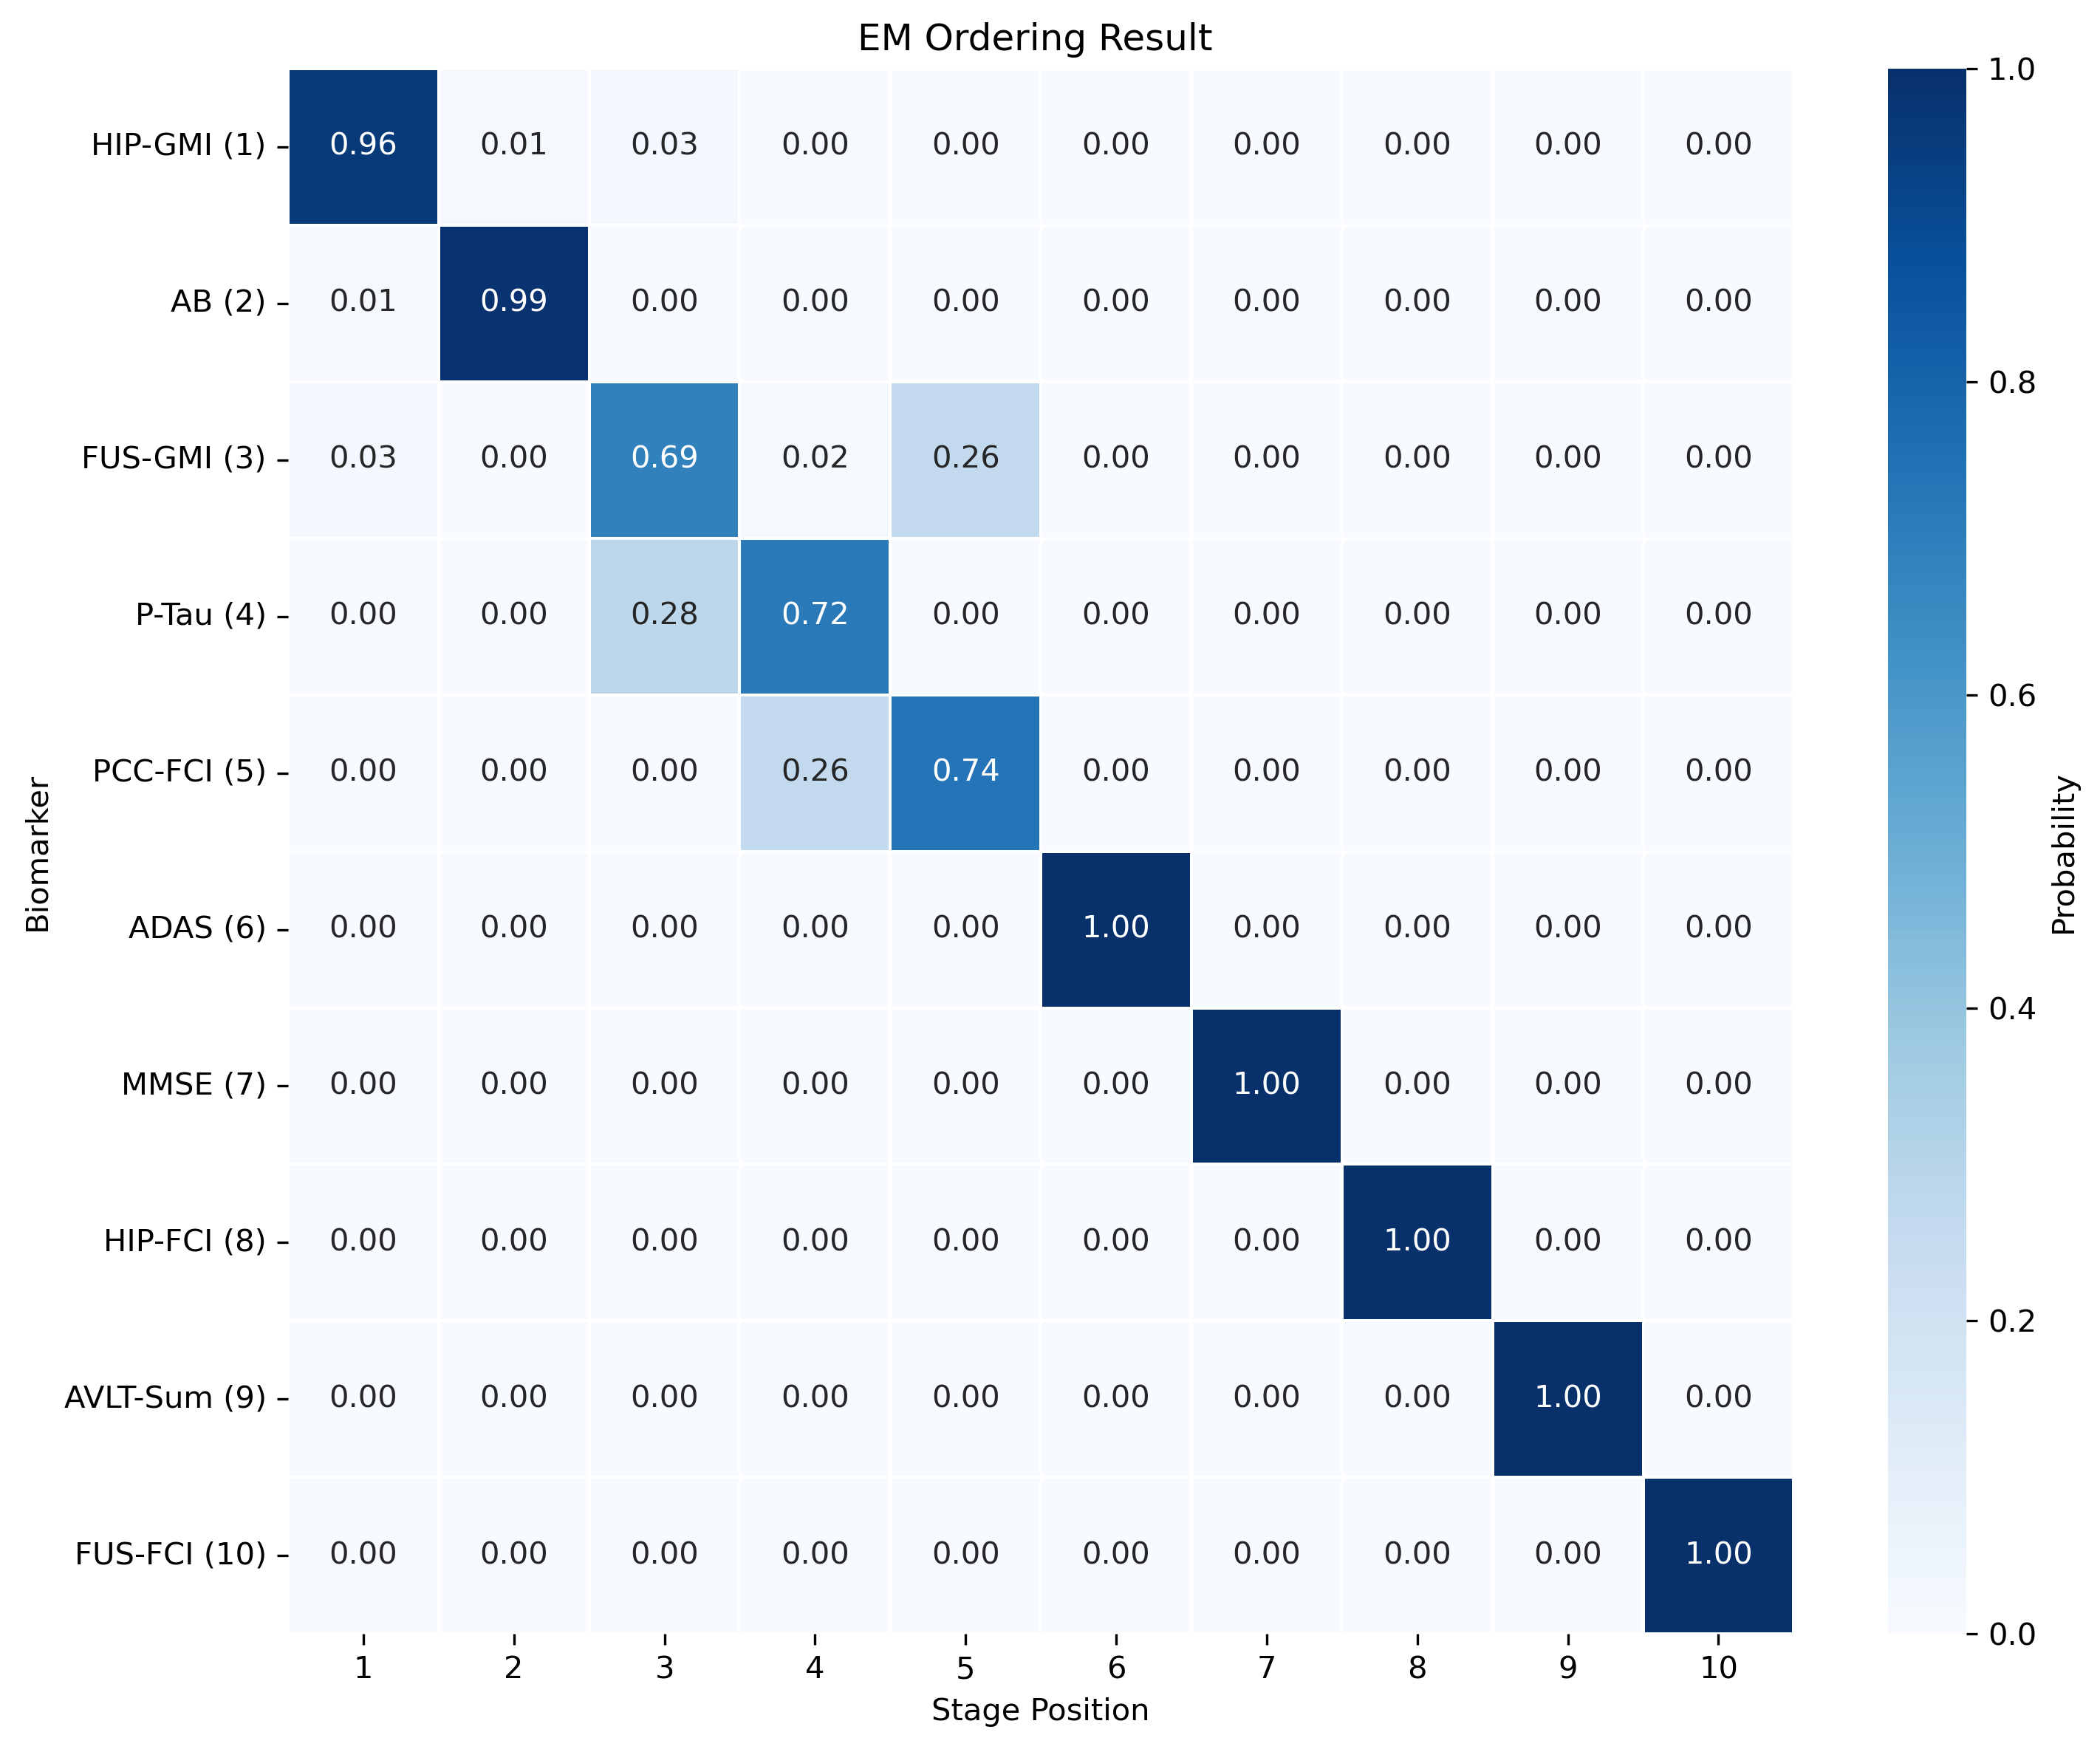 EM Ordering Result
HIP-GMI (1) 0.96 0.01 0.03 0.00 0.00 0.00 0.00 0.00 0.00 0.00
AB (2) 0.01 0.99 0.00 0.00 0.00 0.00 0.00 0.00 0.00 0.00
FUS-GMI (3) 0.03 0.00 0.69 0.02 0.26 0.00 0.00 0.00 0.00 0.00
P-Tau (4) 0.00 0.00 0.28 0.72 0.00 0.00 0.00 0.00 0.00 0.00
PCC-FCI (5) 0.00 0.00 0.00 0.26 0.74 0.00 0.00 0.00 0.00 0.00
ADAS (6) 0.00 0.00 0.00 0.00 0.00 1.00 0.00 0.00 0.00 0.00
MMSE (7) 0.00 0.00 0.00 0.00 0.00 0.00 1.00 0.00 0.00 0.00
HIP-FCI (8) 0.00 0.00 0.00 0.00 0.00 0.00 0.00 1.00 0.00 0.00
AVLT-Sum (9) 0.00 0.00 0.00 0.00 0.00 0.00 0.00 0.00 1.00 0.00
FUS-FCI (10) 0.00 0.00 0.00 0.00 0.00 0.00 0.00 0.00 0.00 1.00
1 2 3 4 5 6 7 8 9 10
Stage Position
Biomarker
1.0
0.8
0.6
0.4
0.2
0.0
Probability